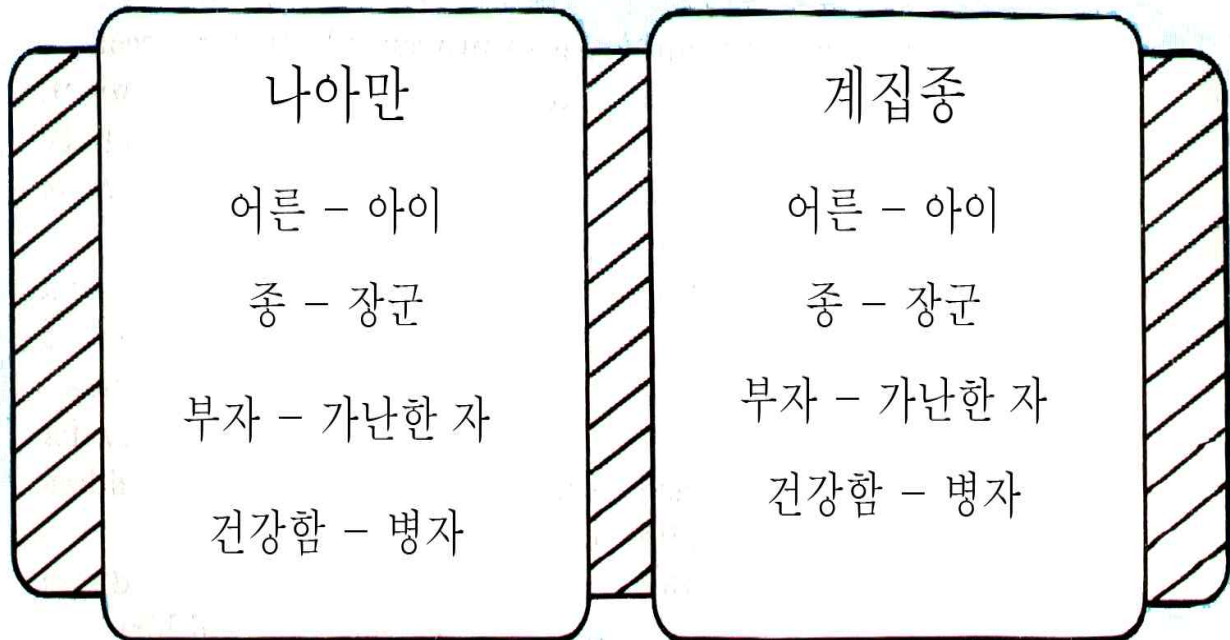 나아만
어른 – 아이
종 – 장군
부자 – 가난한 자
건강함 – 병자
계집종
어른 – 아이
종 – 장군
부자 – 가난한 자
건강함 – 병자